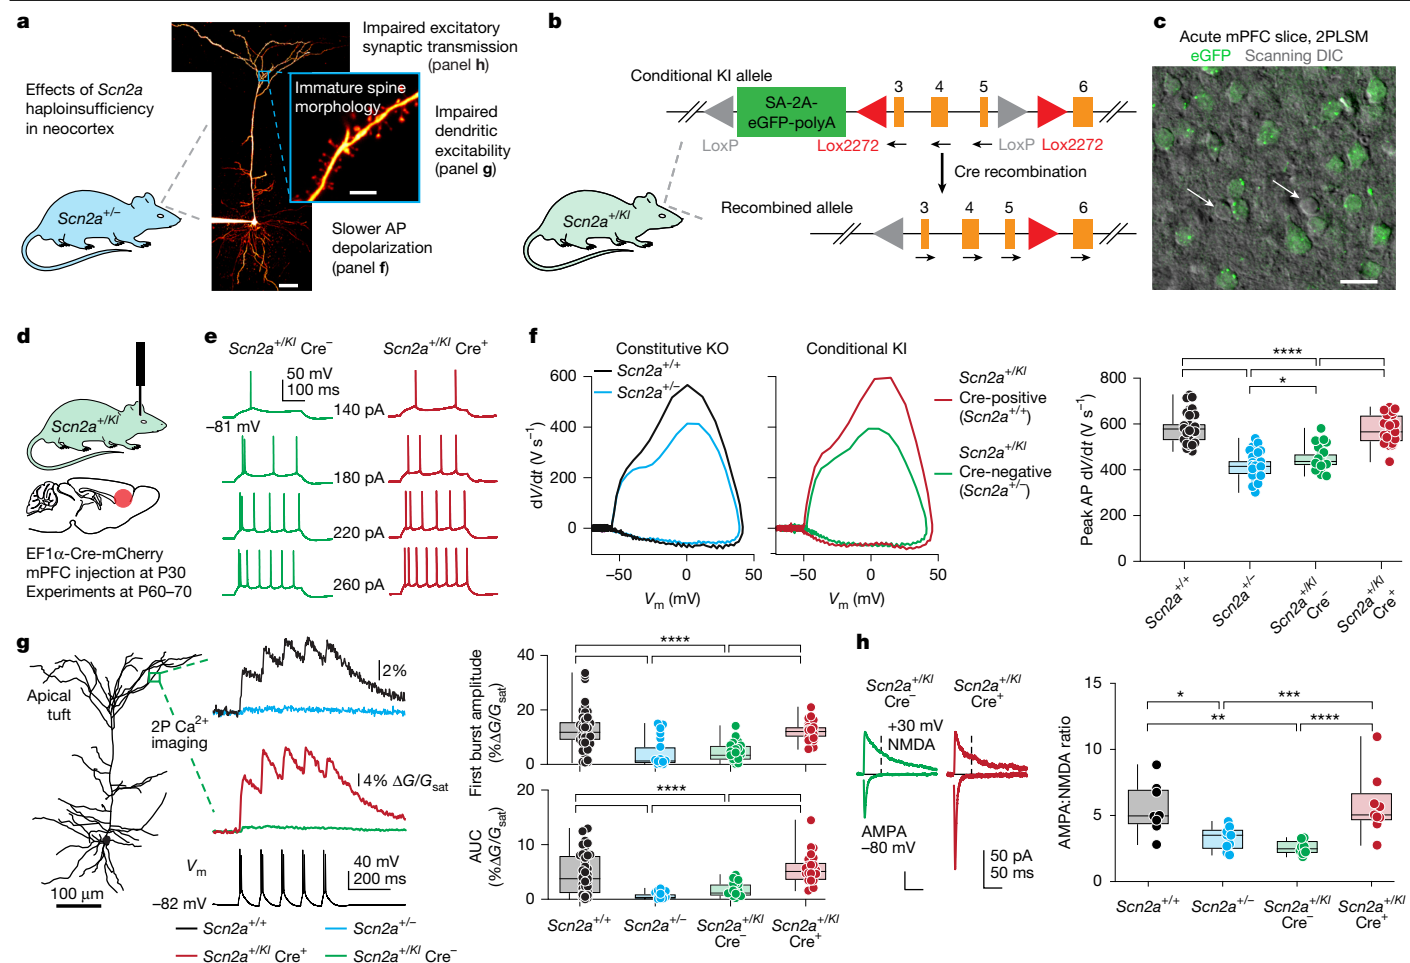 a
Effects of Scn2a
haploinsufficiency
in neocortex
Scn2a+/–
Impaired excitatory
synaptic transmission
(panel h)
Immature spine
morphology
Impaired
dendritic
excitability
(panel g)
Slower AP
depolarization
(panel f)
b
Conditional KI allele
SA-2A-
eGFP-polyA
3
4
5
6
LoxP
Lox2272
LoxP
Lox2272
Cre recombination
Scn2a+/KI
Recombined allele
3
4
5
6
c
Acute mPFC slice, 2PLSM
eGFP Scanning DIC
d
Scn2a+/KI
EF1α-Cre-mCherry
mPFC injection at P30
Experiments at P60–70
e
Scn2a+/KI Cre–
Scn2a+/KI Cre+
50 mV
100 ms
140 pA
–81 mV
180 pA
220 pA
260 pA
f
Constitutive KO
Scn2a+/+
Scn2a+/–
Conditional KI
Scn2a+/KI
Cre-positive
(Scn2a+/+)
Scn2a+/KI
Cre-negative
(Scn2a+/–)
dV/dt (V s–1)
600
400
200
0
–50
0
50
Vm (mV)
–50
0
50
Vm (mV)
Peak AP dV/dt (V s–1)
800
600
400
200
0
****
*
Scn2a+/+
Scn2a+/–
Scn2a+/KI
Cre–
Scn2a+/KI
Cre+
g
Apical
tuft
2P Ca2+
imaging
2%
4% ΔG/Gsat
Vm
40 mV
200 ms
–82 mV
100 μm
Scn2a+/+
Scn2a+/–
Scn2a+/KI Cre+
Scn2a+/KI Cre–
First burst amplitude
(%ΔG/Gsat)
40
20
0
****
AUC
(%ΔG/Gsat)
20
10
0
****
Scn2a+/+
Scn2a+/–
Scn2a+/KI
Cre–
Scn2a+/KI
Cre+
h
Scn2a+/KI
Cre–
Scn2a+/KI
Cre+
+30 mV
NMDA
AMPA
–80 mV
50 pA
50 ms
AMPA:NMDA ratio
15
10
5
0
*
***
**
****
Scn2a+/+
Scn2a+/–
Scn2a+/KI
Cre–
Scn2a+/KI
Cre+